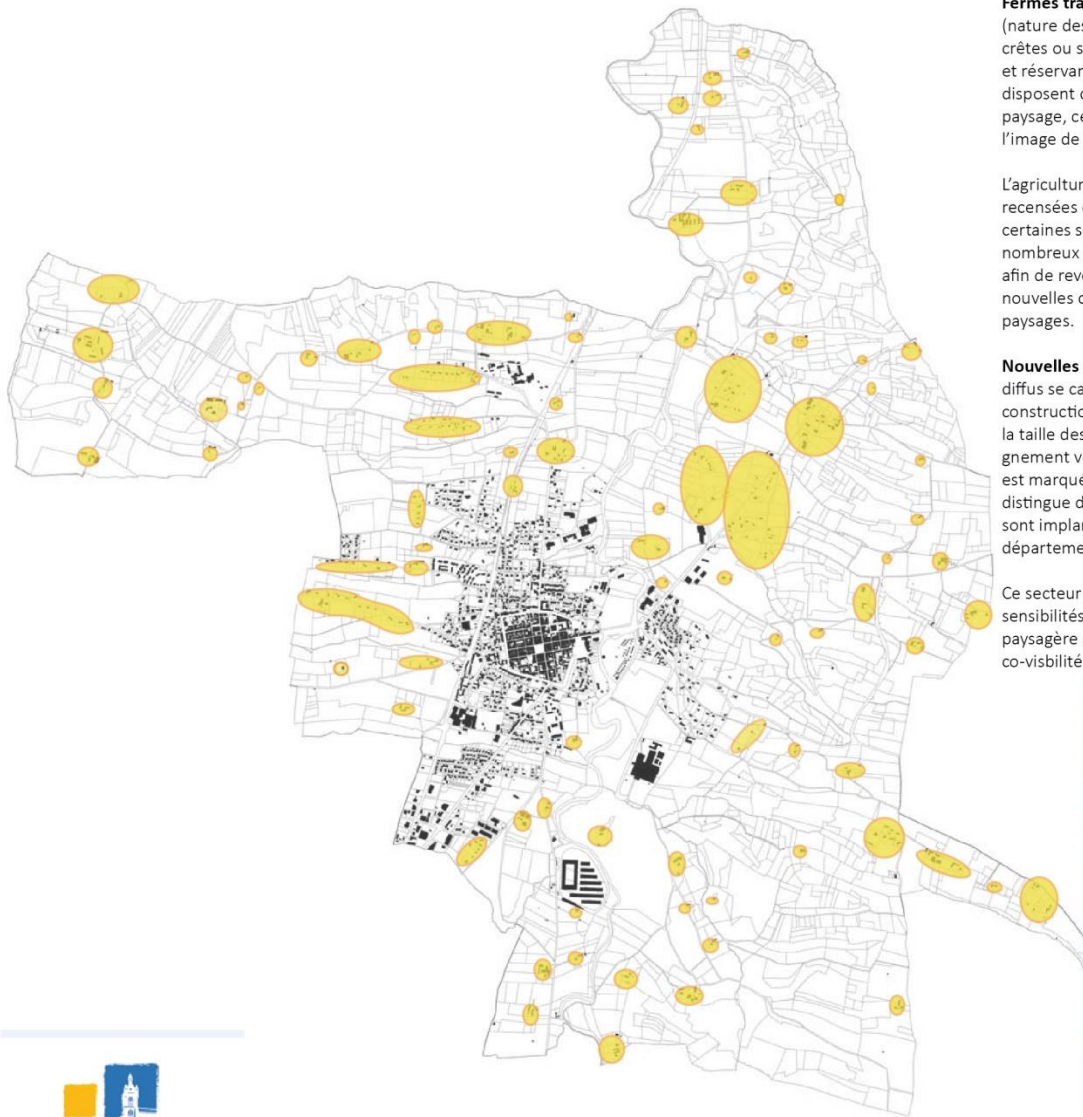 Fermes tra
(nature des
crêtes ou s
et réservar
disposent
paysage, ce
l'image de
L'agricultur
recensées
certaines s
nombreux
afin de reve
nouvelles
paysages.
Nouvelles
diffus se ca
constructio
la taille des
gnement v
est marque
distingue d
sont implar
départeme
Ce secteur
sensibilités
paysagère
co-visbilité